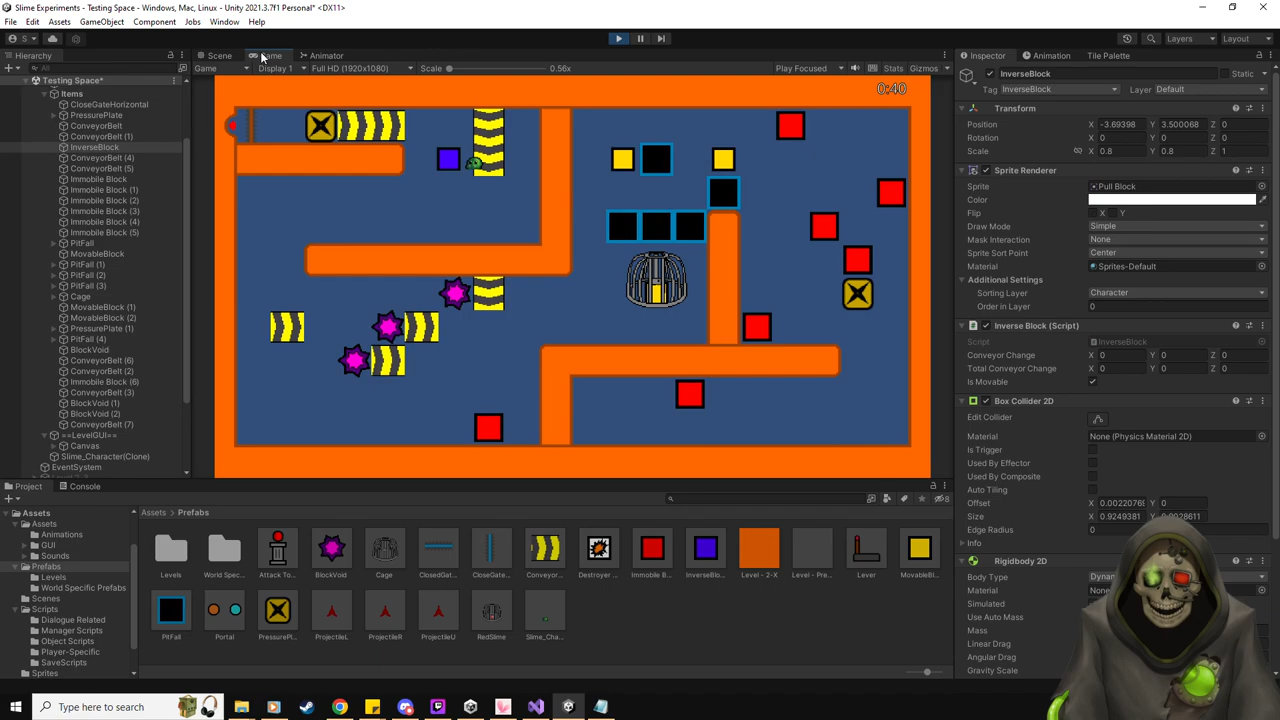 Slime Experiments - Testing Space - Windows, Mac, Linux - Unity 2021.3.7f1 Personal* <DX11>
File Edit Assets GameObject Component Jobs Window Help
S Layers Layout
Hierarchy Scene Animator Inspector Animation Tile Palette
All Game Display 1 Full HD (1920x1080) Scale 0.56x Play Focused Stats Gizmos
InverseBlock Static
Tag InverseBlock Layer Default
0:40
Testing Space*
Items
CloseGateHorizontal
PressurePlate
ConveyorBelt
ConveyorBelt (1)
InverseBlock
ConveyorBelt (4)
ConveyorBelt (5)
Immobile Block
Immobile Block (1)
Immobile Block (2)
Immobile Block (3)
Immobile Block (4)
Immobile Block (5)
PitFall
MovableBlock
PitFall (1)
PitFall (2)
PitFall (3)
Cage
MovableBlock (1)
MovableBlock (2)
PressurePlate (1)
PitFall (4)
BlockVoid
ConveyorBelt (6)
ConveyorBelt (2)
Immobile Block (6)
ConveyorBelt (3)
BlockVoid (1)
BlockVoid (2)
ConveyorBelt (7)
==LevelGUI==
Canvas
Slime_Character(Clone)
EventSystem
Transform
Position X -3.69398 Y 3.500068 Z 0
Rotation X 0 Y 0 Z 0
Scale X 0.8 Y 0.8 Z 1
Sprite Renderer
Sprite Pull Block
Color
Flip X Y
Draw Mode Simple
Mask Interaction None
Sprite Sort Point Center
Material Sprites-Default
Additional Settings
Sorting Layer Character
Order in Layer 0
Inverse Block (Script)
Script InverseBlock
Conveyor Change X 0 Y 0 Z 0
Total Conveyor Change X 0 Y 0 Z 0
Is Movable
Box Collider 2D
Edit Collider
Material None (Physics Material 2D)
Is Trigger
Used By Effector
Used By Composite
Auto Tiling
Offset X 0.0022076 Y 0
Size X 0.9249381
Edge Radius 0
Info
Rigidbody 2D
Body Type
Material
Simulated
Use Auto Mass
Mass
Linear Drag
Angular Drag
Gravity Scale
Project Console
8
Assets
Assets
Animations
GUI
Sounds
Prefabs
Levels
World Specific Prefabs
Scenes
Scripts
Dialogue Related
Manager Scripts
Object Scripts
Player-Specific
SaveScripts
Sprites
Assets > Prefabs
Levels World Spec... Attack To... BlockVoid Cage ClosedGat... CloseGate... Conveyor... Destroyer ... Immobile B... InverseBlo... Level - 2-X Level - Pre... Lever MovableBl...
PitFall Portal PressurePl... ProjectileL ProjectileR ProjectileU RedSlime Slime_Cha...
Type here to search